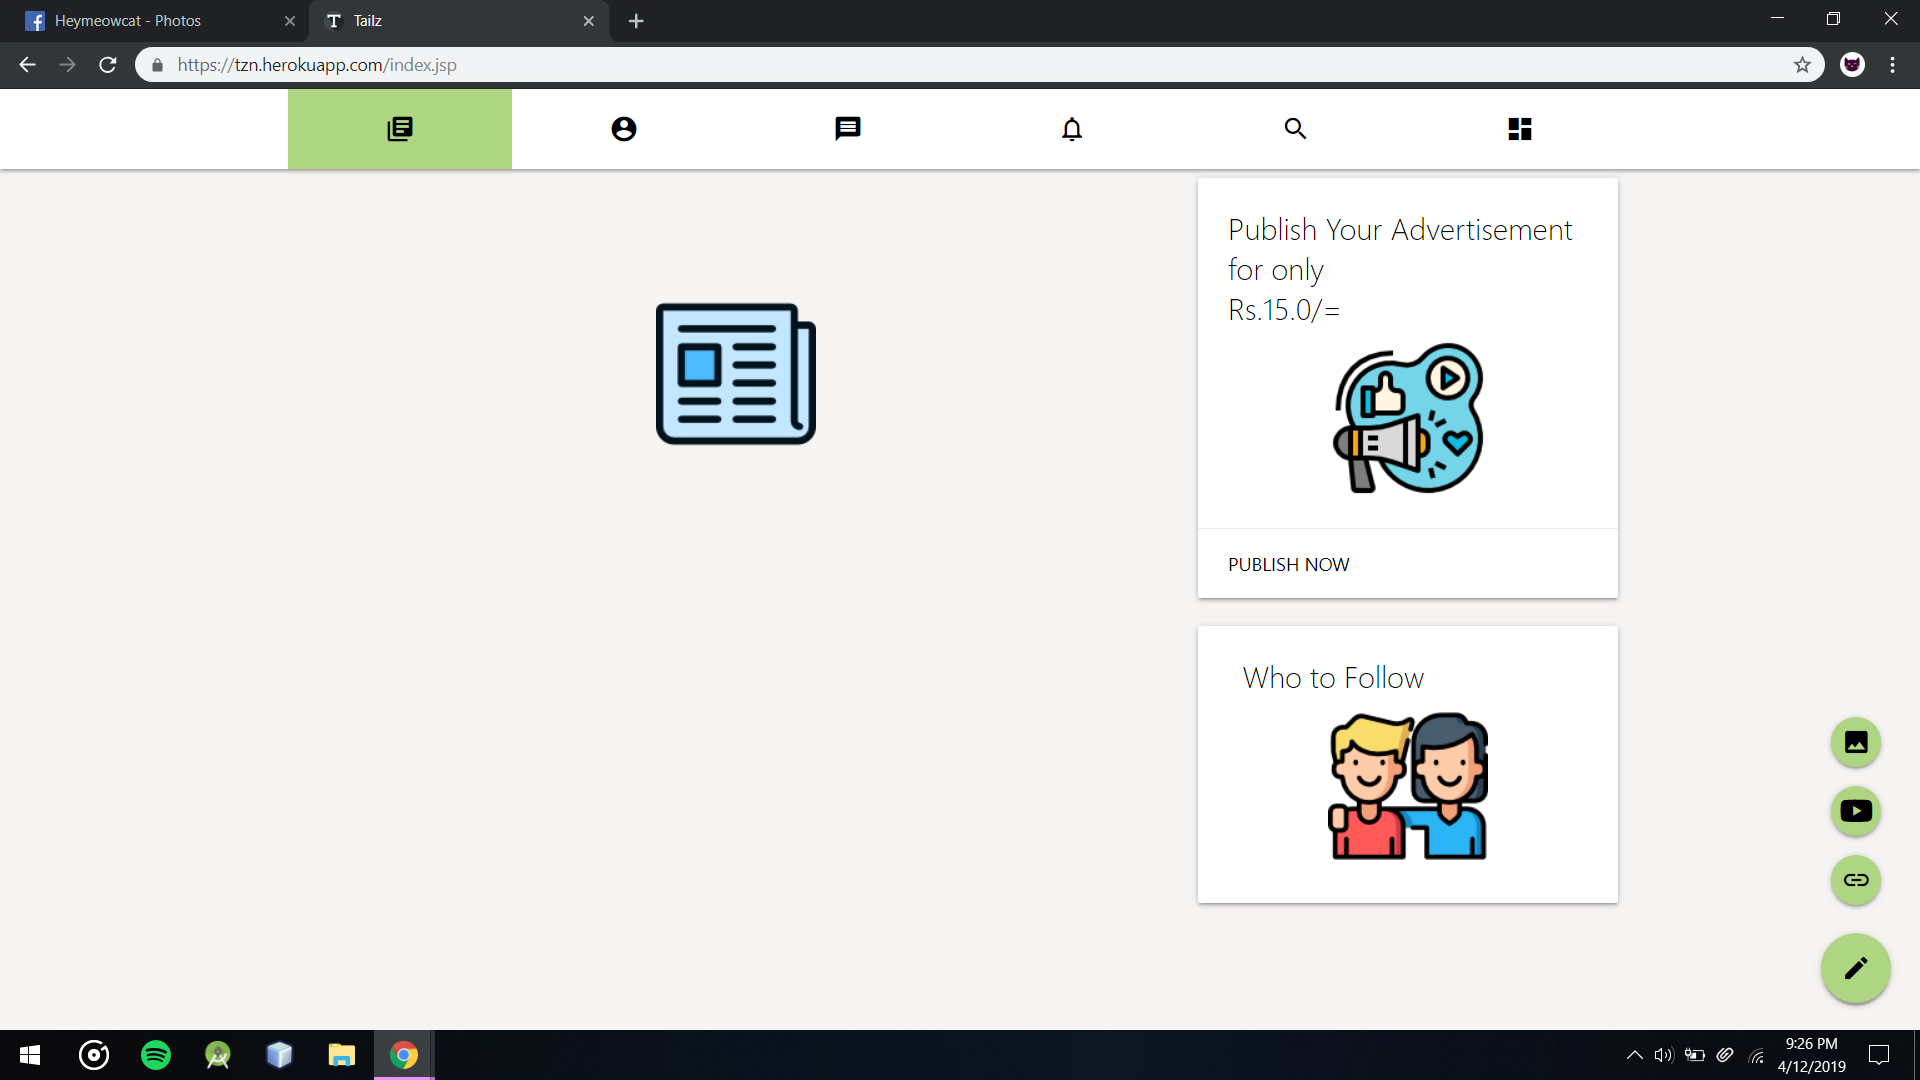 Heymeowcat - Photos
Tailz
https://tzn.herokuapp.com/index.jsp
Publish Your Advertisement
for only
Rs.15.0/=
PUBLISH NOW
Who to Follow
9:26 PM
4/12/2019